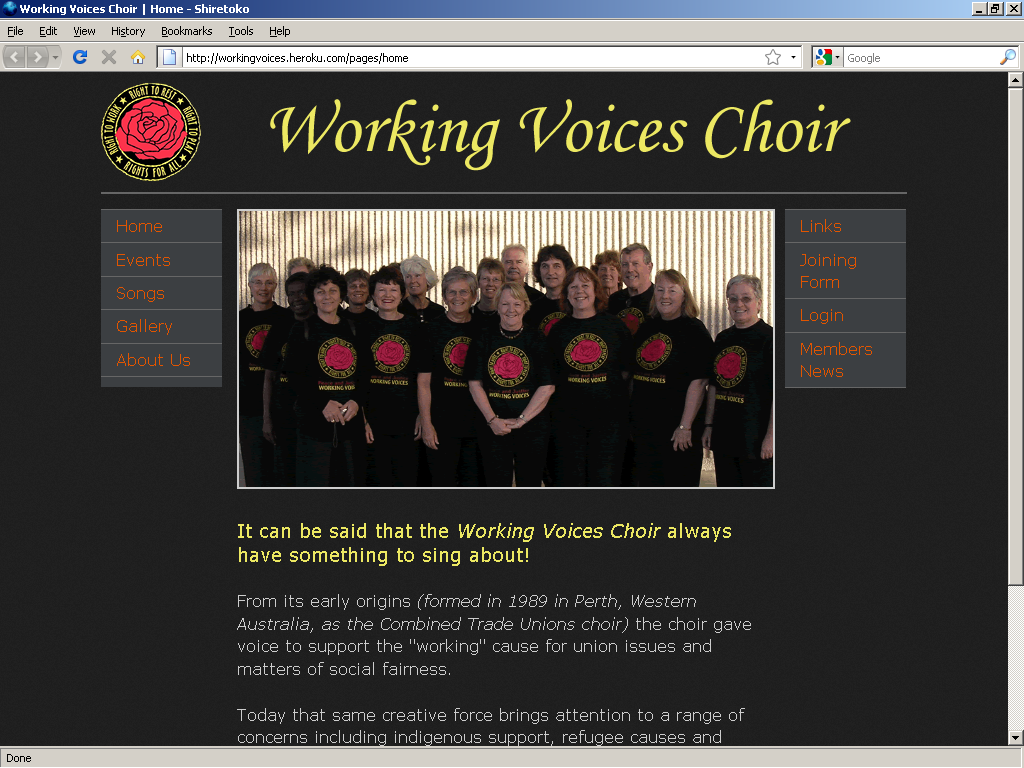 Working Voices Choir | Home - Shiretoko
File Edit View History Bookmarks Tools Help
http://workingvoices.heroku.com/pages/home
Google
RIGHT TO WORK RIGHT TO REST RIGHT TO PLAY
RIGHTS FOR ALL
Working Voices Choir
Home
Events
Songs
Gallery
About Us
WORKING VOICES
Links
Joining
Form
Login
Members
News
It can be said that the Working Voices Choir always
have something to sing about!
From its early origins (formed in 1989 in Perth, Western
Australia, as the Combined Trade Unions choir) the choir gave
voice to support the "working" cause for union issues and
matters of social fairness.
Today that same creative force brings attention to a range of
concerns including indigenous support, refugee causes and
Done